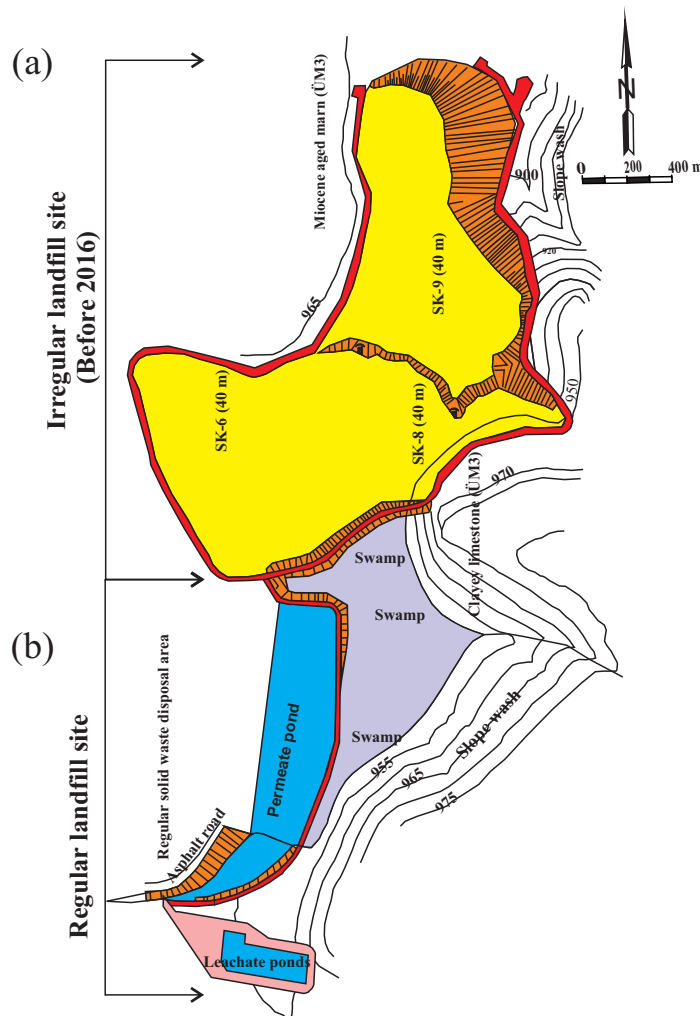 (a)
Irregular landfill site
(Before 2016)
Miocene aged marn (ÜM3)
965
N
0
200
400 m
Slope wash
900
920
SK-9 (40 m)
SK-6 (40 m)
SK-8 (40 m)
950
970
Clayey limestone (ÜM3)
Swamp
Swamp
Swamp
(b)
Regular landfill site
Regular solid waste disposal area
Asphalt road
Permeate pond
955
965
975
Slope wash
Leachate ponds